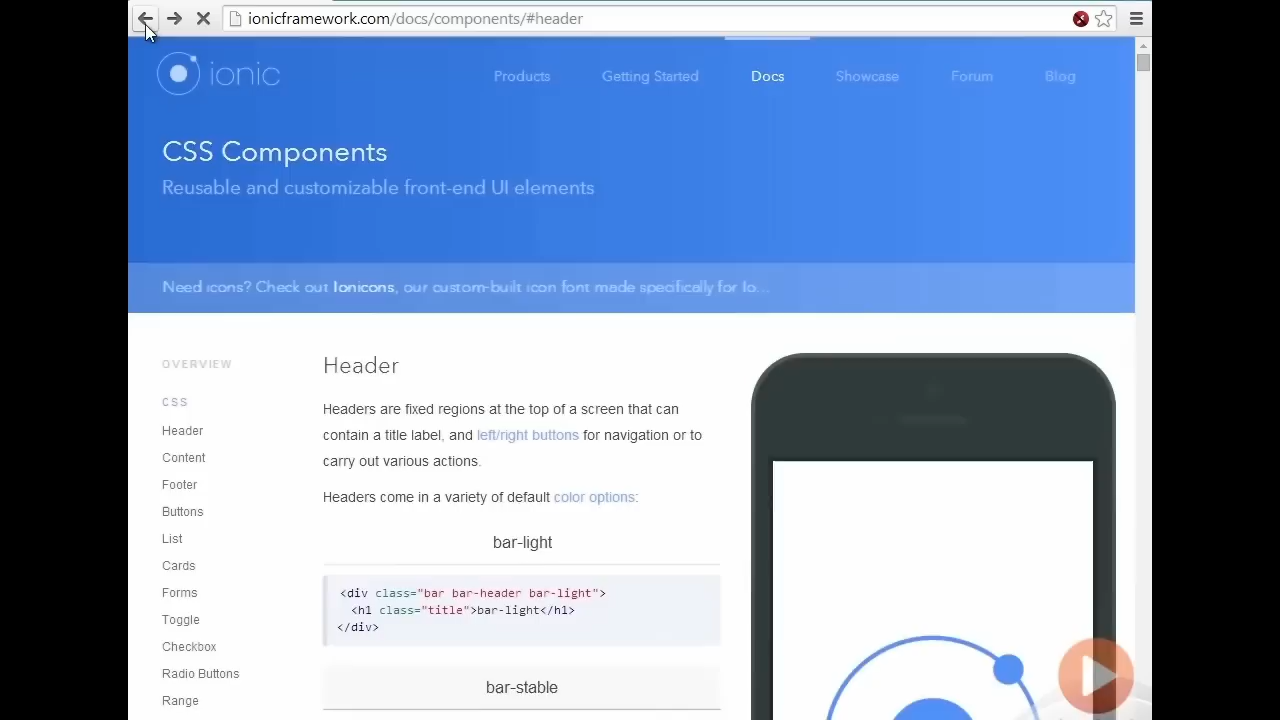 ionicframework.com/docs/components/#header
ionic
Products Getting Started Docs Showcase Forum Blog
CSS Components
Reusable and customizable front-end UI elements
Need icons? Check out Ionicons, our custom-built icon font made specifically for Io...
OVERVIEW
CSS
Header
Content
Footer
Buttons
List
Cards
Forms
Toggle
Checkbox
Radio Buttons
Range
Header
Headers are fixed regions at the top of a screen that can
contain a title label, and left/right buttons for navigation or to
carry out various actions.
Headers come in a variety of default color options:
bar-light
<div class="bar bar-header bar-light">
<h1 class="title">bar-light</h1>
</div>
bar-stable